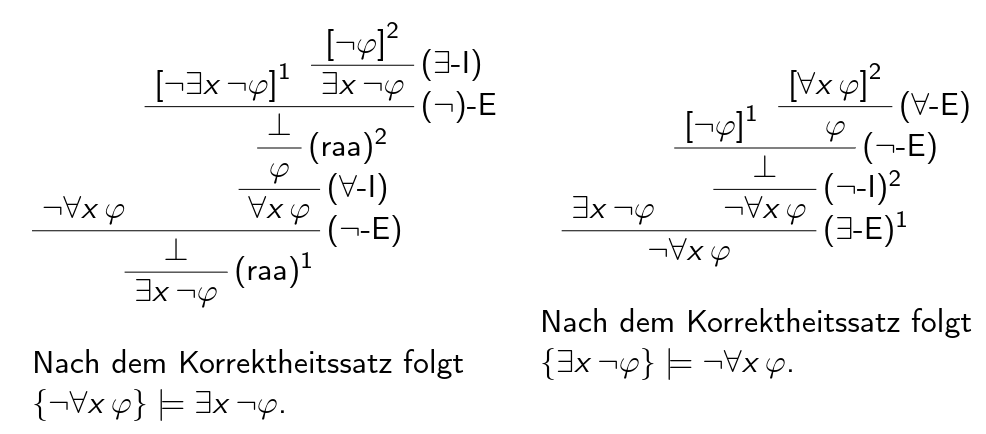 [¬φ]²
[¬∃x ¬φ]¹ ∃x ¬φ (∃-I)
⊥ (¬)-E
φ (raa)²
¬∀x φ ∀x φ (∀-I)
⊥ (¬-E)
∃x ¬φ (raa)¹
Nach dem Korrektheitssatz folgt
{¬∀x φ} ⊨ ∃x ¬φ.
[∀x φ]²
[¬φ]¹ φ (∀-E)
⊥ (¬-E)
∃x ¬φ ¬∀x φ (¬-I)²
¬∀x φ (∃-E)¹
Nach dem Korrektheitssatz folgt
{∃x ¬φ} ⊨ ¬∀x φ.